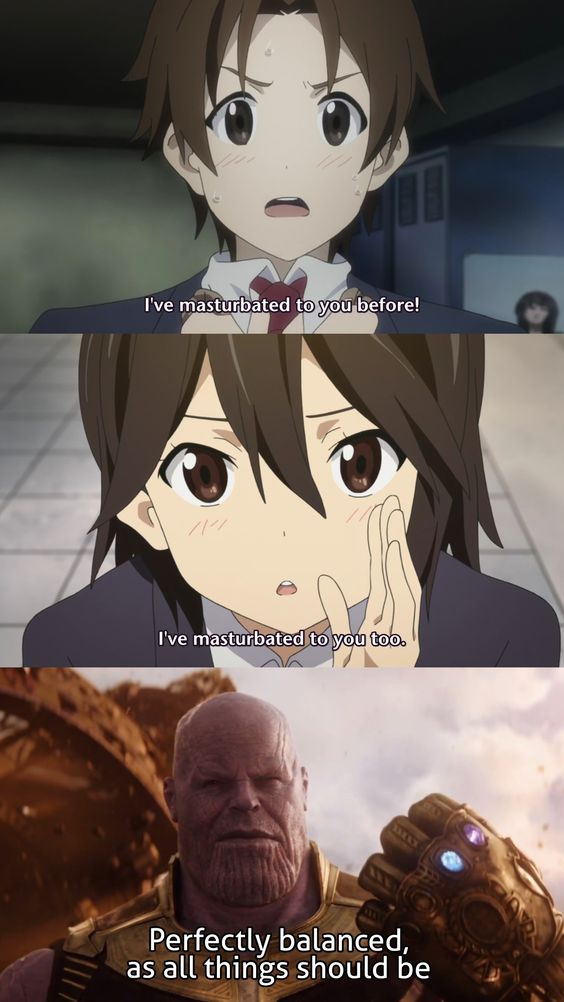 I've masturbated to you before!
I've masturbated to you too.
Perfectly balanced,
as all things should be